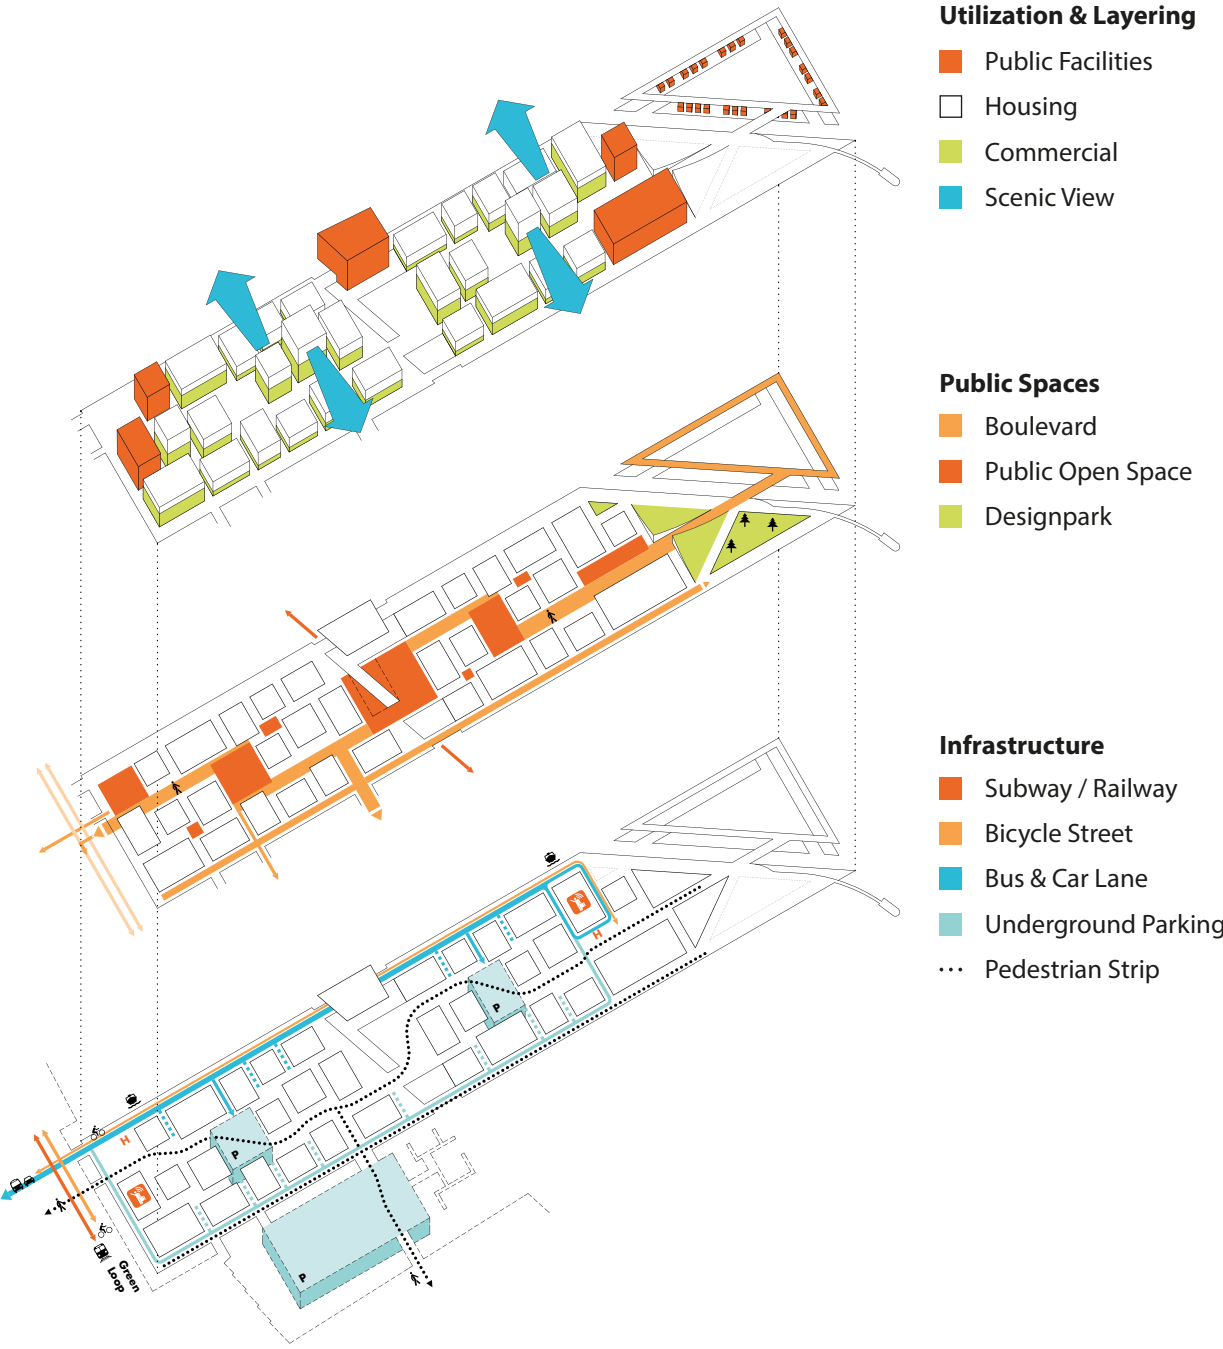 Utilization & Layering
Public Facilities
Housing
Commercial
Scenic View
Public Spaces
Boulevard
Public Open Space
Designpark
Infrastructure
Subway / Railway
Bicycle Street
Bus & Car Lane
Underground Parking
Pedestrian Strip
H
P
H
P
P
Green
Loop